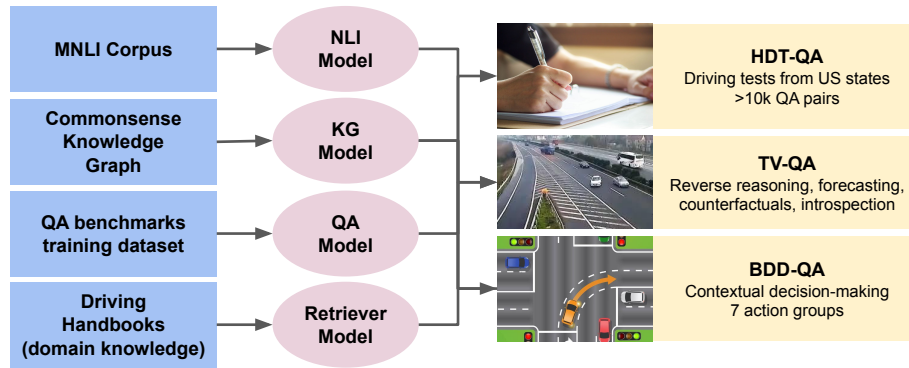 MNLI Corpus
NLI
Model
HDT-QA
Driving tests from US states
>10k QA pairs
Commonsense
Knowledge
Graph
KG
Model
TV-QA
Reverse reasoning, forecasting,
counterfactuals, introspection
QA benchmarks
training dataset
QA
Model
BDD-QA
Contextual decision-making
7 action groups
Driving
Handbooks
(domain knowledge)
Retriever
Model